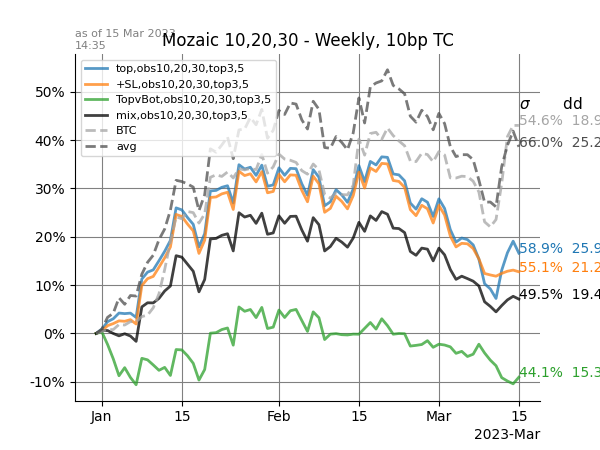 as of 15 Mar 2023
14:35
Mozaic 10,20,30 - Weekly, 10bp TC
top,obs10,20,30,top3,5
+SL,obs10,20,30,top3,5
TopvBot,obs10,20,30,top3,5
mix,obs10,20,30,top3,5
BTC
avg
50%
40%
30%
20%
10%
0%
-10%
σ dd
54.6% 18.9
66.0% 25.2
58.9% 25.9
55.1% 21.2
49.5% 19.4
44.1% 15.3
Jan 15 Feb 15 Mar 15
2023-Mar